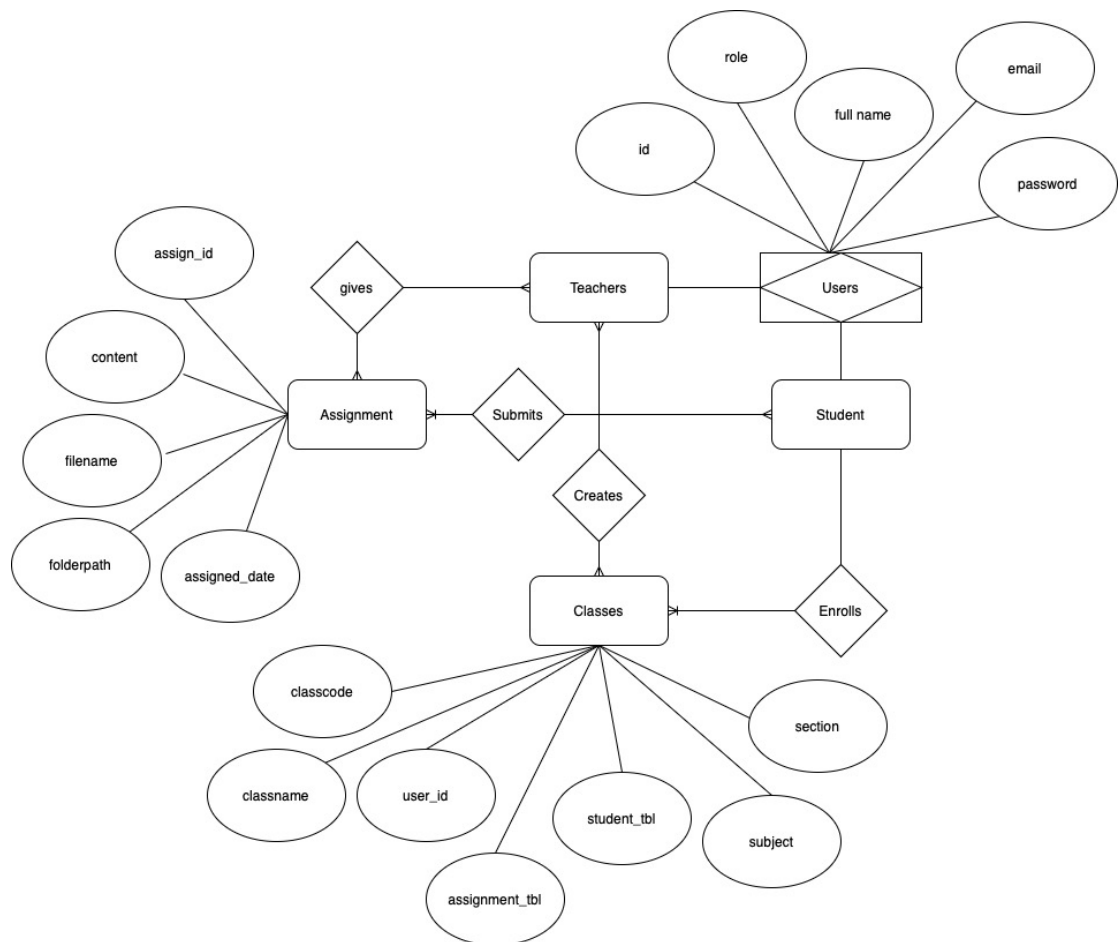 role
email
full name
id
password
assign_id
gives
Teachers
Users
content
Assignment
Submits
Student
filename
Creates
folderpath
assigned_date
Classes
Enrolls
classcode
section
classname
user_id
student_tbl
subject
assignment_tbl